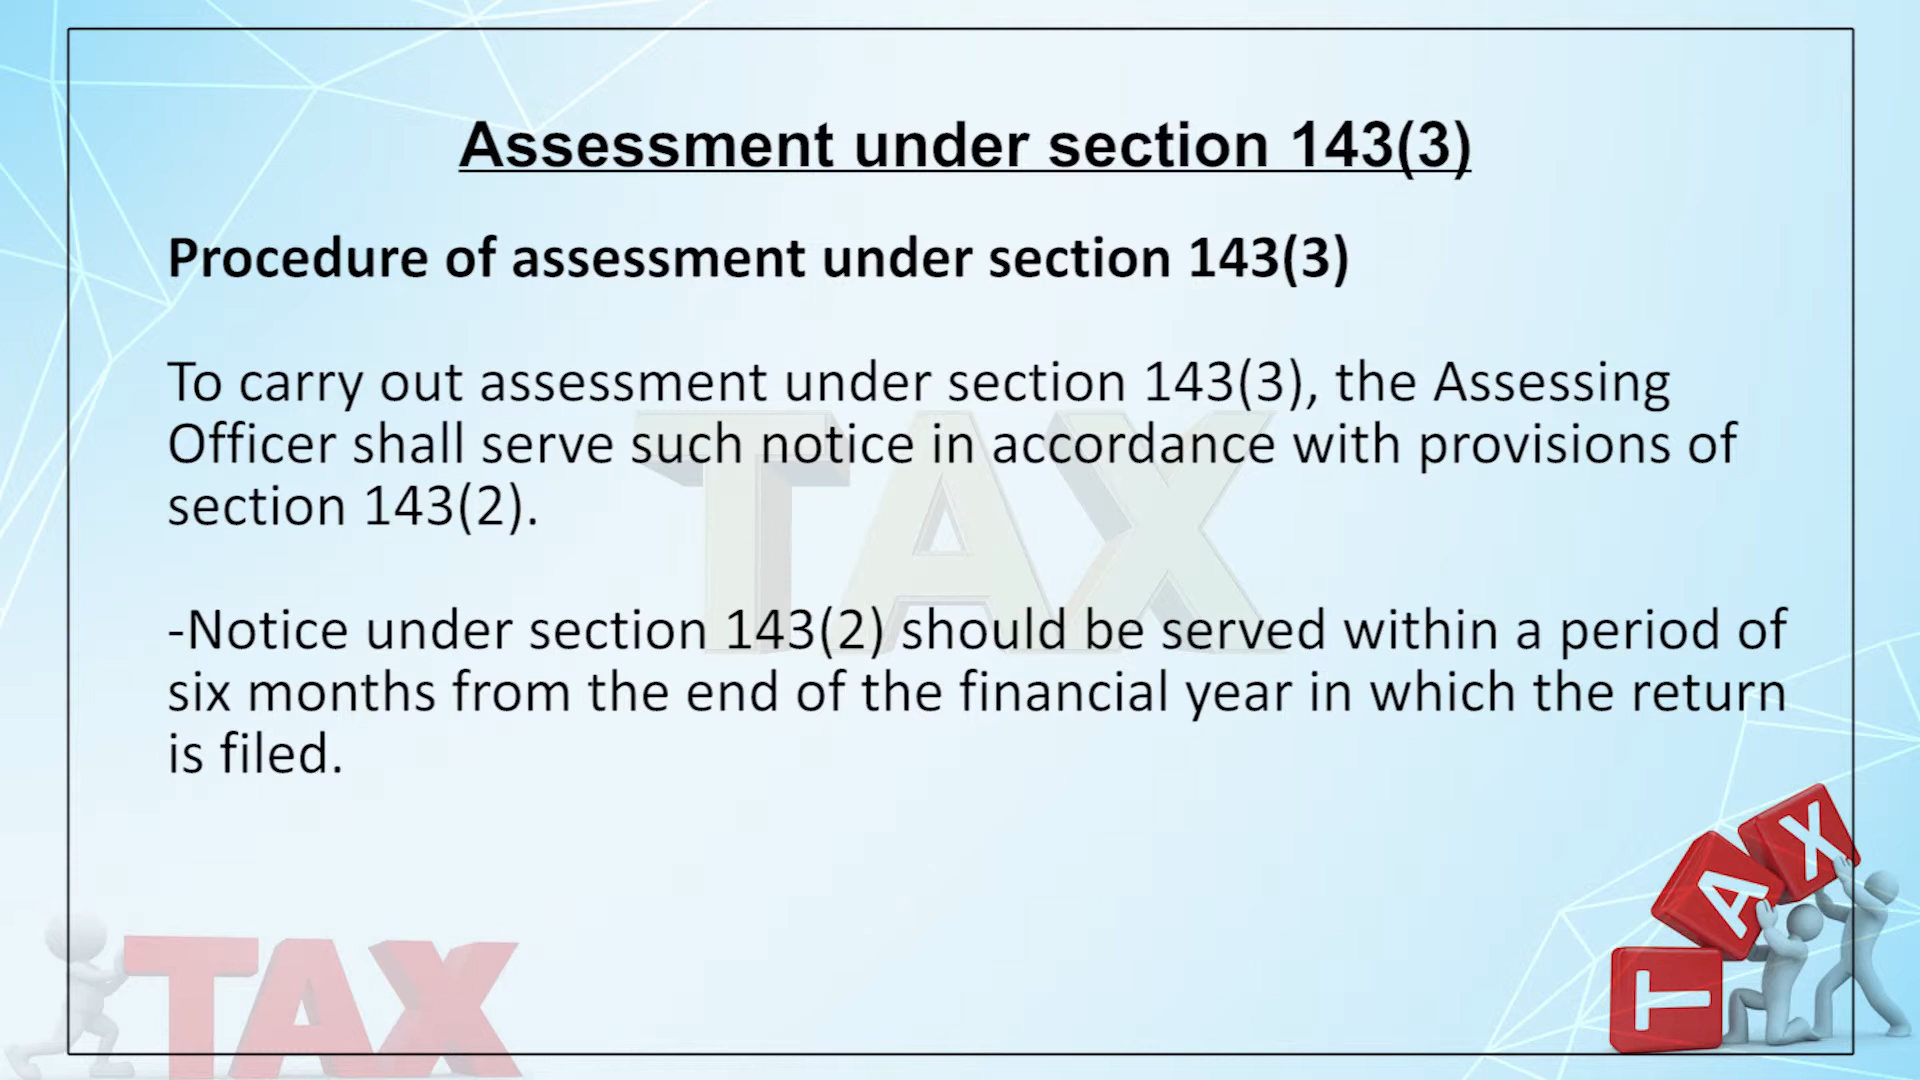 Assessment under section 143(3)
Procedure of assessment under section 143(3)
To carry out assessment under section 143(3), the Assessing
Officer shall serve such notice in accordance with provisions of
section 143(2).
-Notice under section 143(2) should be served within a period of
six months from the end of the financial year in which the return
is filed.
TAX
TAX
TAX